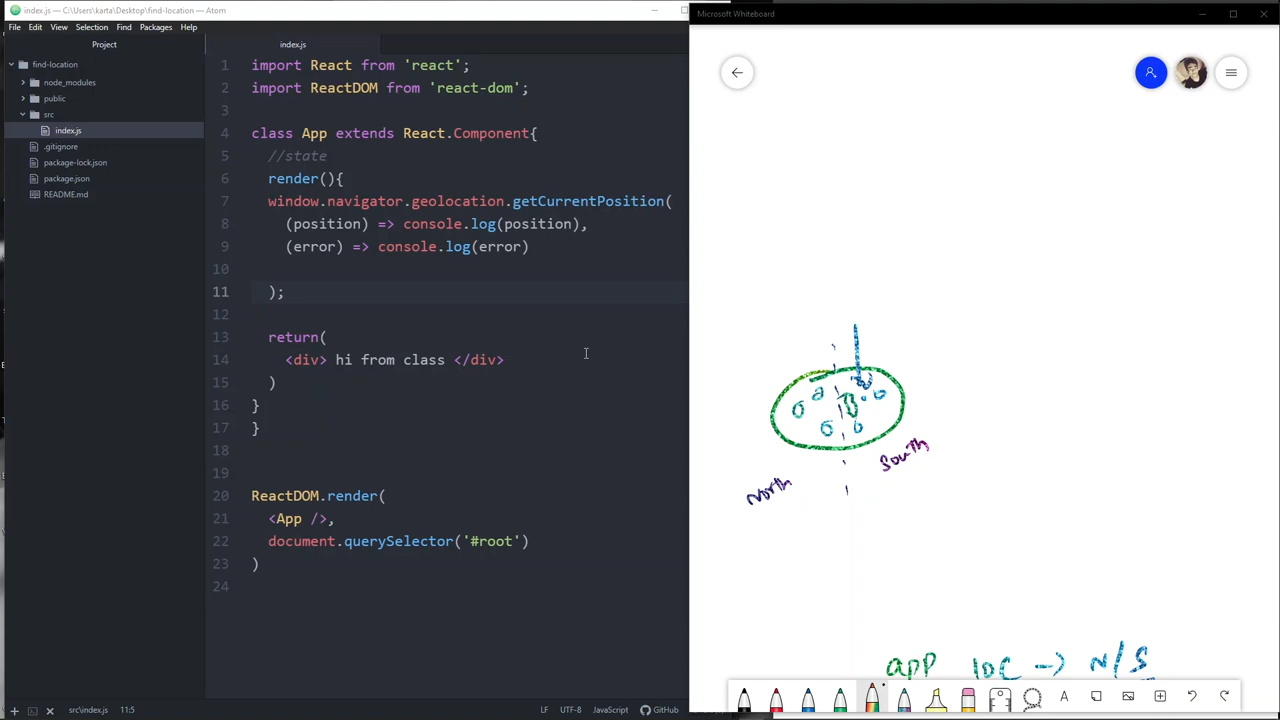 index.js — C:\Users\karta\Desktop\find-location — Atom
File Edit View Selection Find Packages Help
Project
find-location
node_modules
public
src
index.js
.gitignore
package-lock.json
package.json
README.md
index.js
1 import React from 'react';
2 import ReactDOM from 'react-dom';
3
4 class App extends React.Component{
5 //state
6 render(){
7 window.navigator.geolocation.getCurrentPosition(
8 (position) => console.log(position),
9 (error) => console.log(error)
10
11 );
12
13 return(
14 <div> hi from class </div>
15 )
16 }
17 }
18
19
20 ReactDOM.render(
21 <App />,
22 document.querySelector('#root')
23 )
24
src\index.js 11:5
LF UTF-8 JavaScript GitHub
Microsoft Whiteboard
North
South
app loc -> N/S